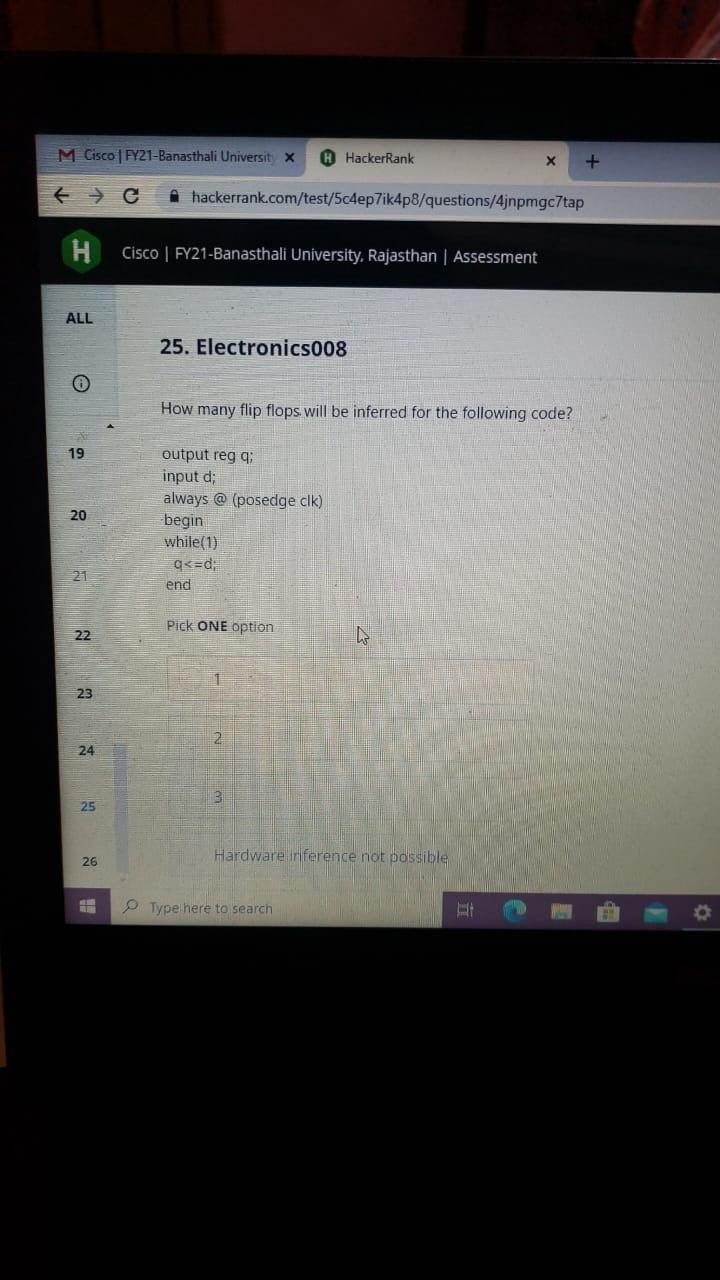 Cisco | FY21-Banasthali Universit
HackerRank
hackerrank.com/test/5c4ep7ik4p8/questions/4jnpmgc7tap
H
Cisco | FY21-Banasthali University, Rajasthan | Assessment
ALL
25. Electronics008
How many flip flops will be inferred for the following code?
19
output reg q;
input d;
always @ (posedge clk)
20
begin
while(1)
q<=d;
21
end
22
Pick ONE option
1
23
2
24
3
25
Hardware inference not possible
26
Type here to search